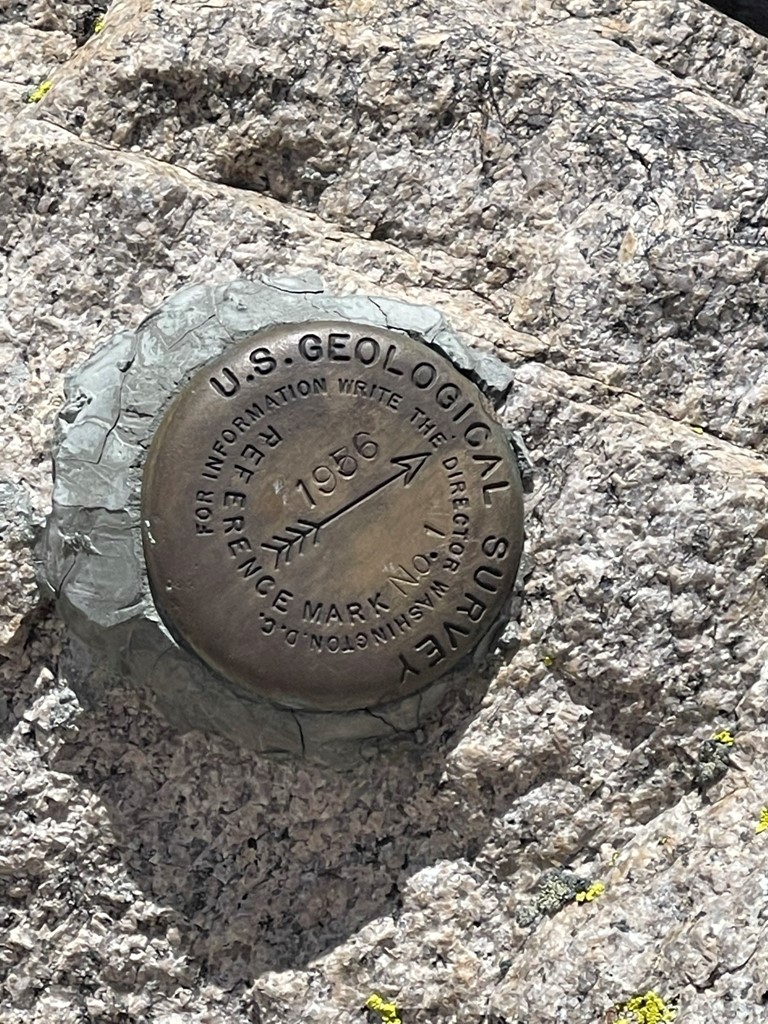 U.S. GEOLOGICAL SURVEY
FOR INFORMATION WRITE THE DIRECTOR WASHINGTON.D.C.
REFERENCE MARK No. 1
1956